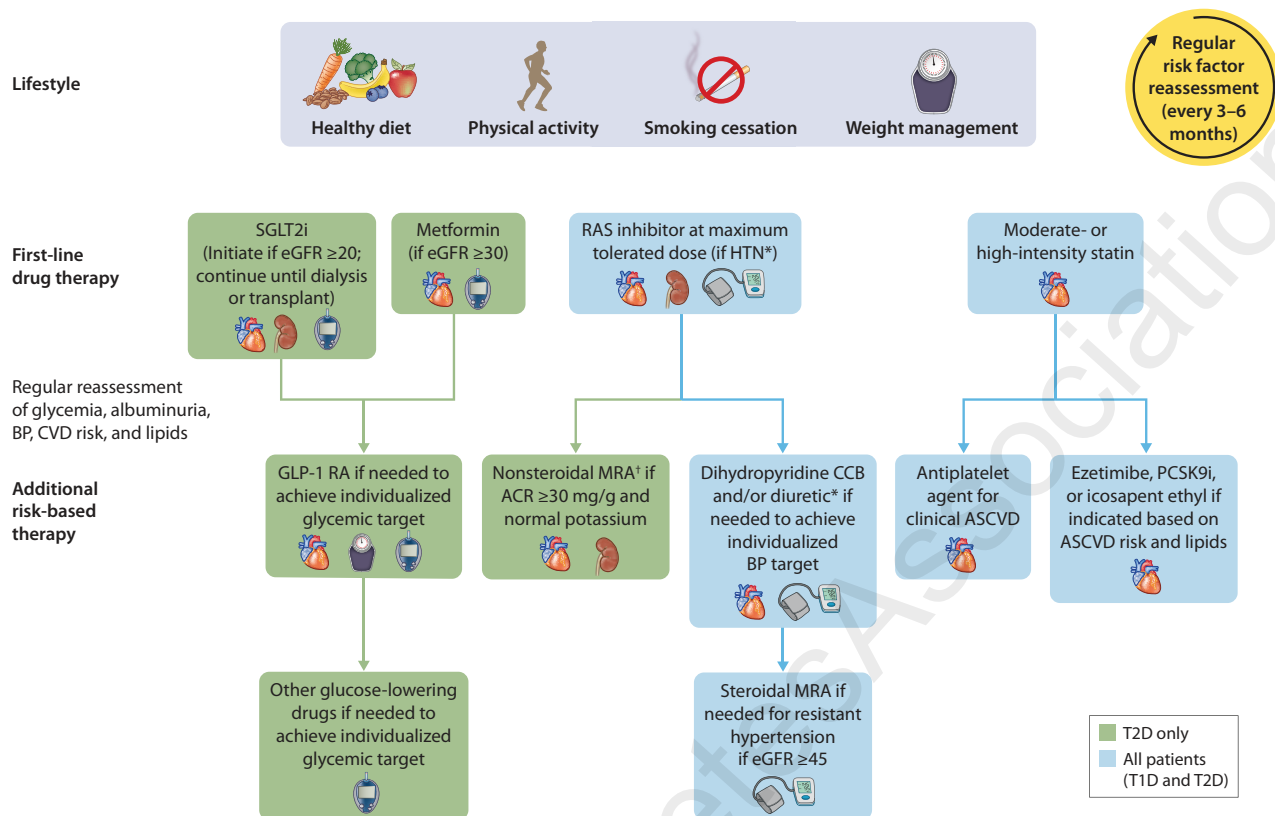 Lifestyle
Healthy diet
Physical activity
Smoking cessation
Weight management
Regular
risk factor
reassessment
(every 3–6
months)
First-line
drug therapy
SGLT2i
(Initiate if eGFR ≥20;
continue until dialysis
or transplant)
Metformin
(if eGFR ≥30)
RAS inhibitor at maximum
tolerated dose (if HTN*)
Moderate- or
high-intensity statin
Regular reassessment
of glycemia, albuminuria,
BP, CVD risk, and lipids
Additional
risk-based
therapy
GLP-1 RA if needed to
achieve individualized
glycemic target
Nonsteroidal MRA† if
ACR ≥30 mg/g and
normal potassium
Dihydropyridine CCB
and/or diuretic* if
needed to achieve
individualized
BP target
Antiplatelet
agent for
clinical ASCVD
Ezetimibe, PCSK9i,
or icosapent ethyl if
indicated based on
ASCVD risk and lipids
Other glucose-lowering
drugs if needed to
achieve individualized
glycemic target
Steroidal MRA if
needed for resistant
hypertension
if eGFR ≥45
T2D only
All patients
(T1D and T2D)
etesAssociation